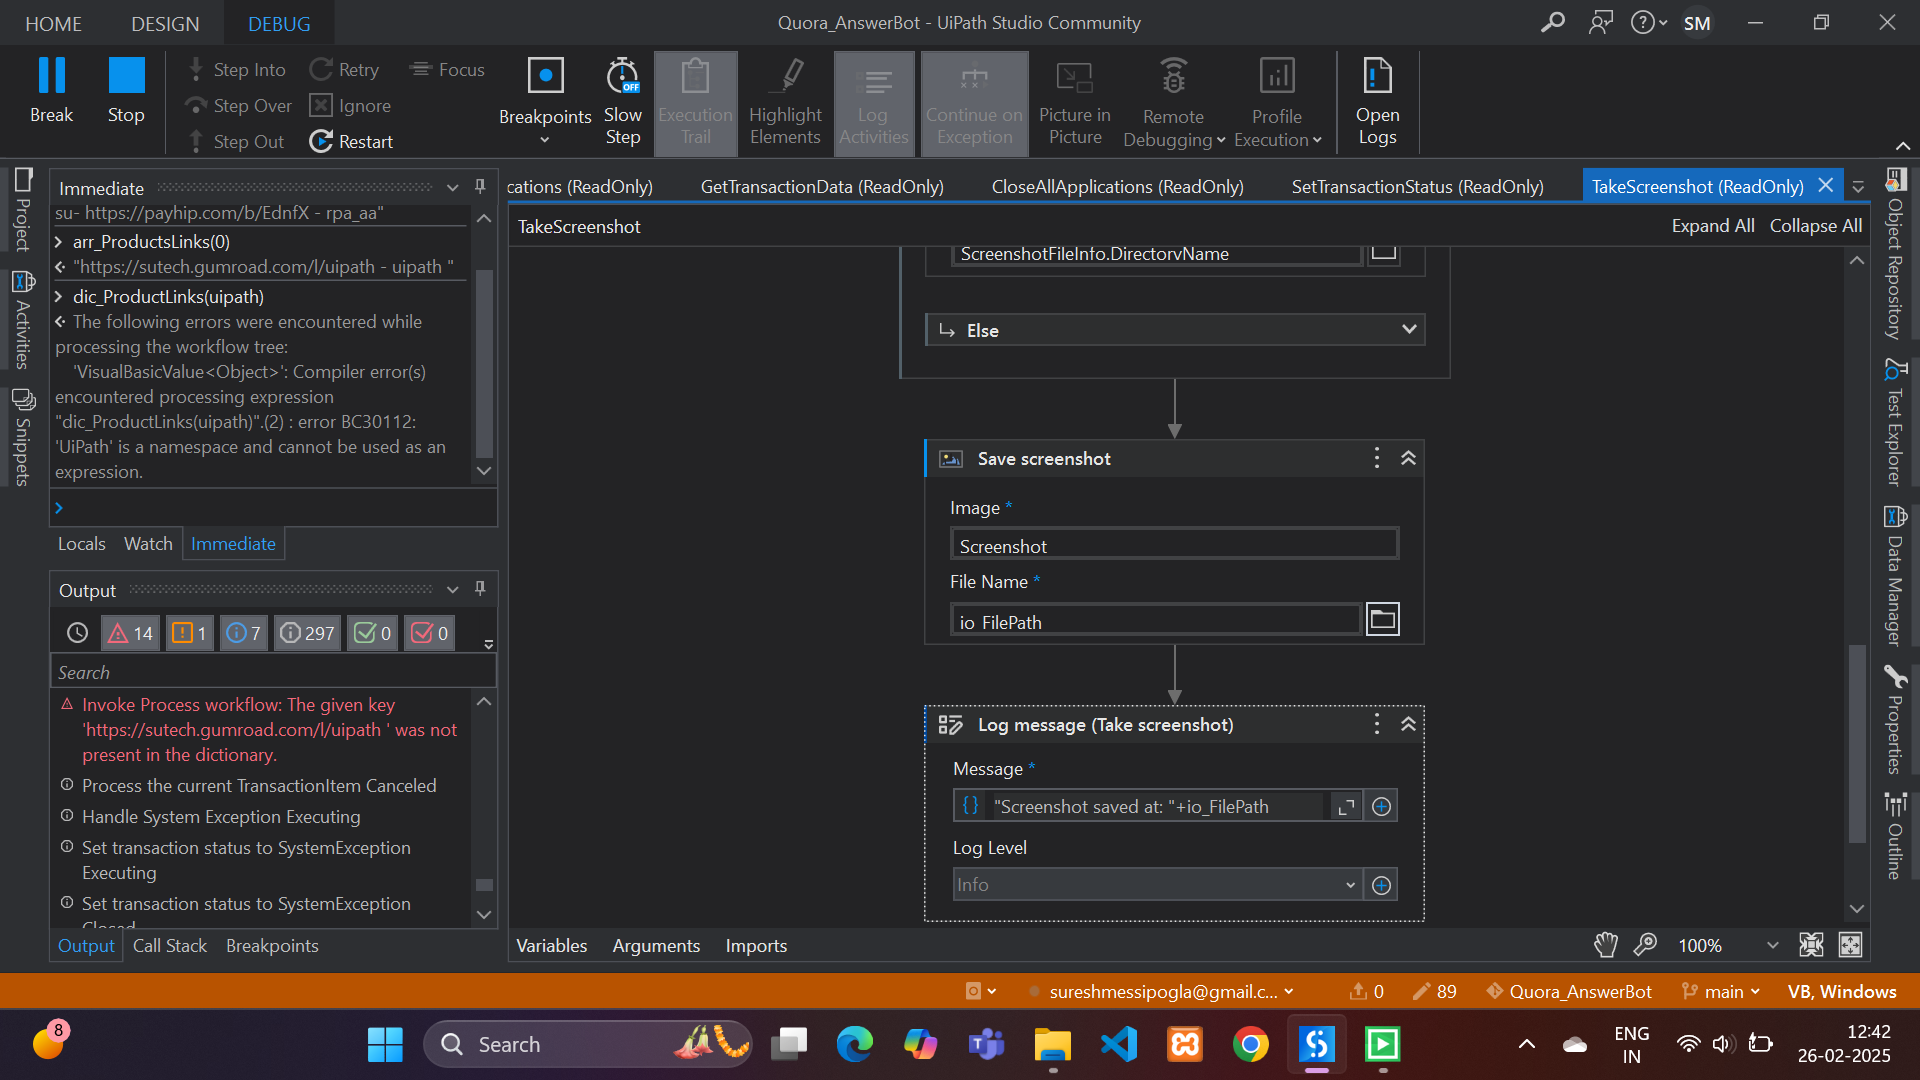 HOME DESIGN DEBUG Quora_AnswerBot - UiPath Studio Community SM
Break
Stop
Step Into
Step Over
Step Out
Retry
Ignore
Restart
Focus
Breakpoints
Slow
Step
OFF
Execution
Trail
Highlight
Elements
Log
Activities
Continue on
Exception
Picture in
Picture
Remote
Debugging
Profile
Execution
Open
Logs
Project
Activities
Snippets
Immediate
su- https://payhip.com/b/EdnfX - rpa_aa"
arr_ProductsLinks(0)
"https://sutech.gumroad.com/l/uipath - uipath "
dic_ProductLinks(uipath)
The following errors were encountered while
processing the workflow tree:
'VisualBasicValue<Object>': Compiler error(s)
encountered processing expression
"dic_ProductLinks(uipath)".(2) : error BC30112:
'UiPath' is a namespace and cannot be used as an
expression.
Locals Watch Immediate
Output
14 1 7 297 0 0
Search
Invoke Process workflow: The given key
'https://sutech.gumroad.com/l/uipath ' was not
present in the dictionary.
Process the current TransactionItem Canceled
Handle System Exception Executing
Set transaction status to SystemException
Executing
Set transaction status to SystemException
Closed
Output Call Stack Breakpoints
cations (ReadOnly) GetTransactionData (ReadOnly) CloseAllApplications (ReadOnly) SetTransactionStatus (ReadOnly) TakeScreenshot (ReadOnly)
TakeScreenshot Expand All Collapse All
ScreenshotFileInfo.DirectoryName
Else
Save screenshot
Image *
Screenshot
File Name *
io_FilePath
Log message (Take screenshot)
Message *
{} "Screenshot saved at: "+io_FilePath
Log Level
Info
Variables Arguments Imports 100%
Object Repository
Test Explorer
Data Manager
Properties
Outline
sureshmessipogla@gmail.c... 0 89 Quora_AnswerBot main VB, Windows
8
Search
ENG
IN
12:42
26-02-2025